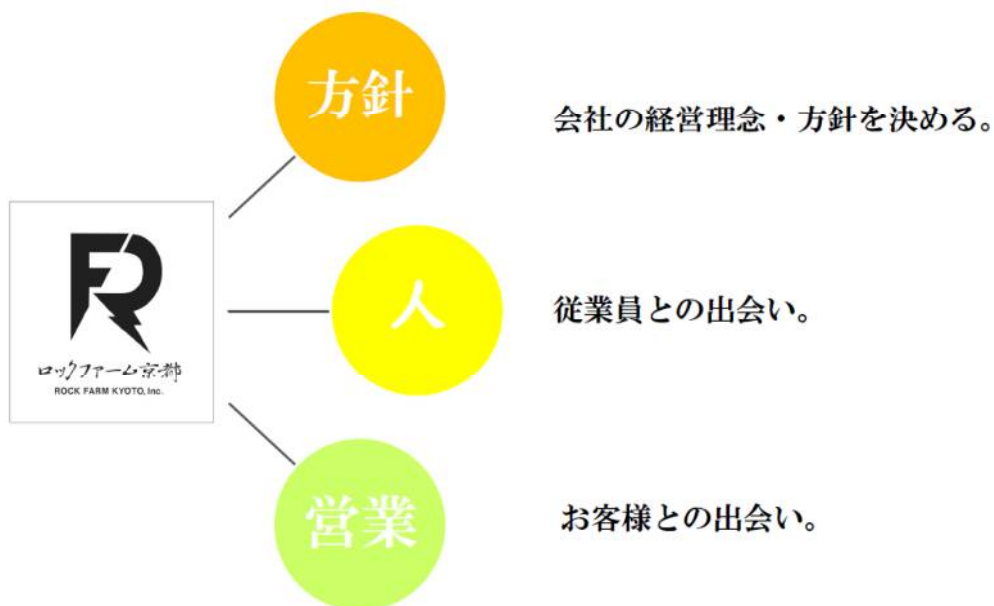 方針
会社の経営理念・方針を決める。
ロックファーム京都
ROCK FARM KYOTO, Inc.
人
従業員との出会い。
営業
お客様との出会い。